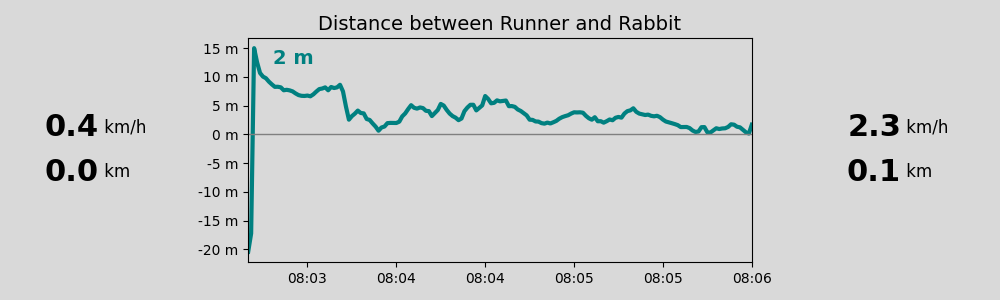 Distance between Runner and Rabbit
15 m
2 m
10 m
5 m
0.4 km/h
2.3 km/h
0 m
0.0 km
0.1 km
-5 m
-10 m
-15 m
-20 m
08:03 08:04 08:04 08:05 08:05 08:06